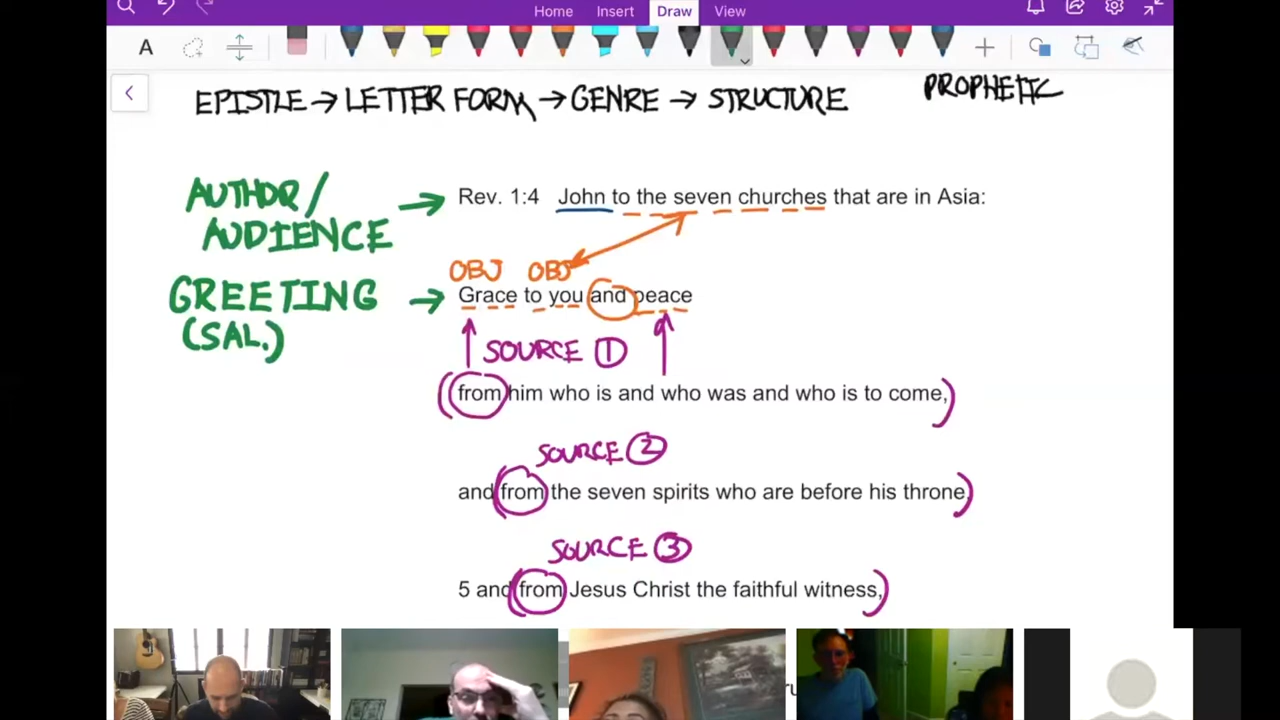 Home Insert Draw View
A
PROPHETIC
EPISTLE → LETTER FORM → GENRE → STRUCTURE
AUTHOR/
AUDIENCE
→ Rev. 1:4 John to the seven churches that are in Asia:
OBJ OBJ
GREETING
(SAL.)
→ Grace to you and peace
SOURCE ①
(from him who is and who was and who is to come,)
SOURCE ②
and (from the seven spirits who are before his throne,)
SOURCE ③
5 and (from Jesus Christ the faithful witness,)